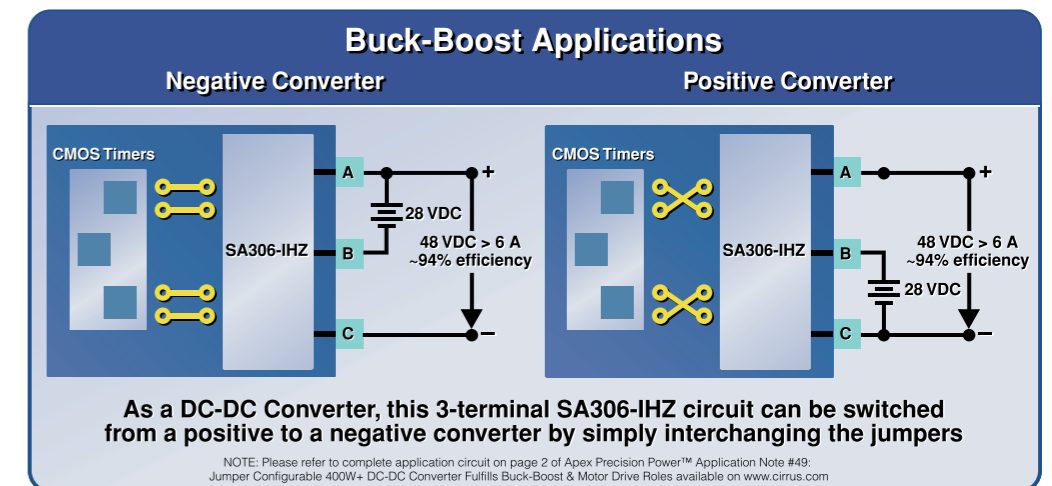 Buck-Boost Applications
Negative Converter
Positive Converter
CMOS Timers
SA306-IHZ
A
B
C
+
28 VDC
48 VDC > 6 A
~94% efficiency
–
CMOS Timers
SA306-IHZ
A
B
C
+
48 VDC > 6 A
~94% efficiency
28 VDC
–
As a DC-DC Converter, this 3-terminal SA306-IHZ circuit can be switched
from a positive to a negative converter by simply interchanging the jumpers
NOTE: Please refer to complete application circuit on page 2 of Apex Precision Power™ Application Note #49:
Jumper Configurable 400W+ DC-DC Converter Fulfills Buck-Boost & Motor Drive Roles available on www.cirrus.com